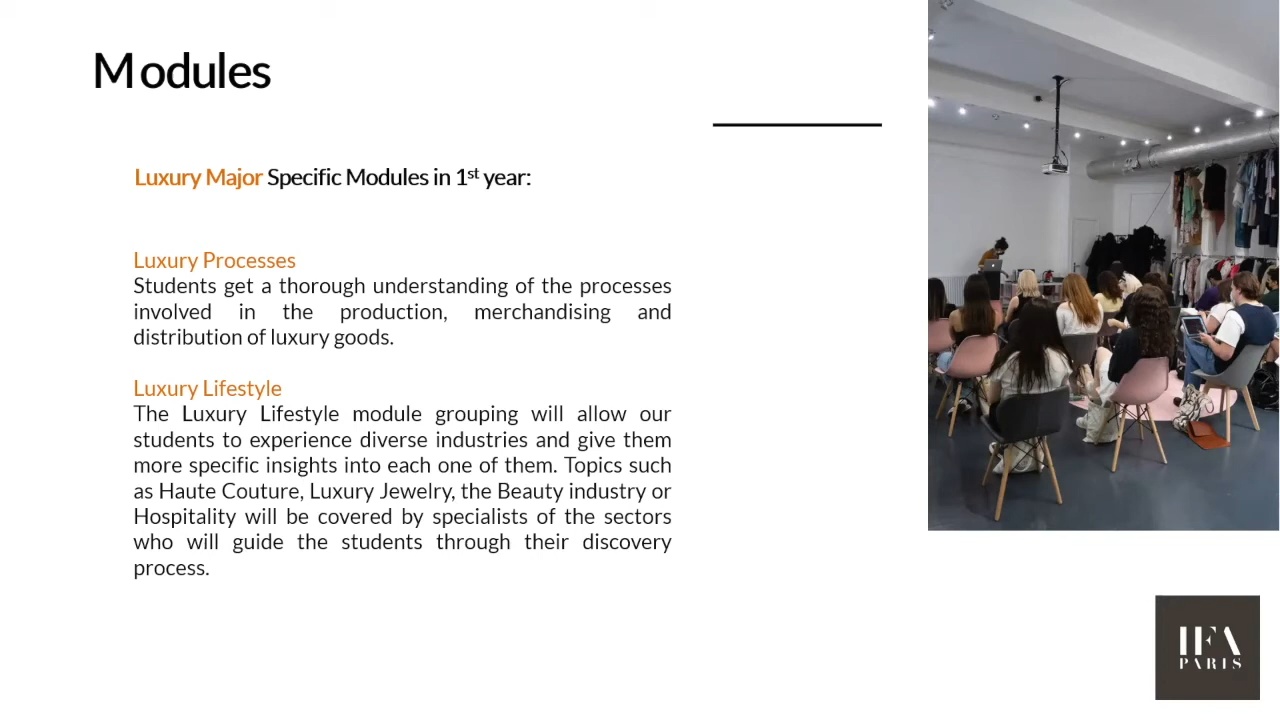 Modules
Luxury Major Specific Modules in 1st year:
Luxury Processes
Students get a thorough understanding of the processes
involved in the production, merchandising and
distribution of luxury goods.
Luxury Lifestyle
The Luxury Lifestyle module grouping will allow our
students to experience diverse industries and give them
more specific insights into each one of them. Topics such
as Haute Couture, Luxury Jewelry, the Beauty industry or
Hospitality will be covered by specialists of the sectors
who will guide the students through their discovery
process.
IFA
PARIS